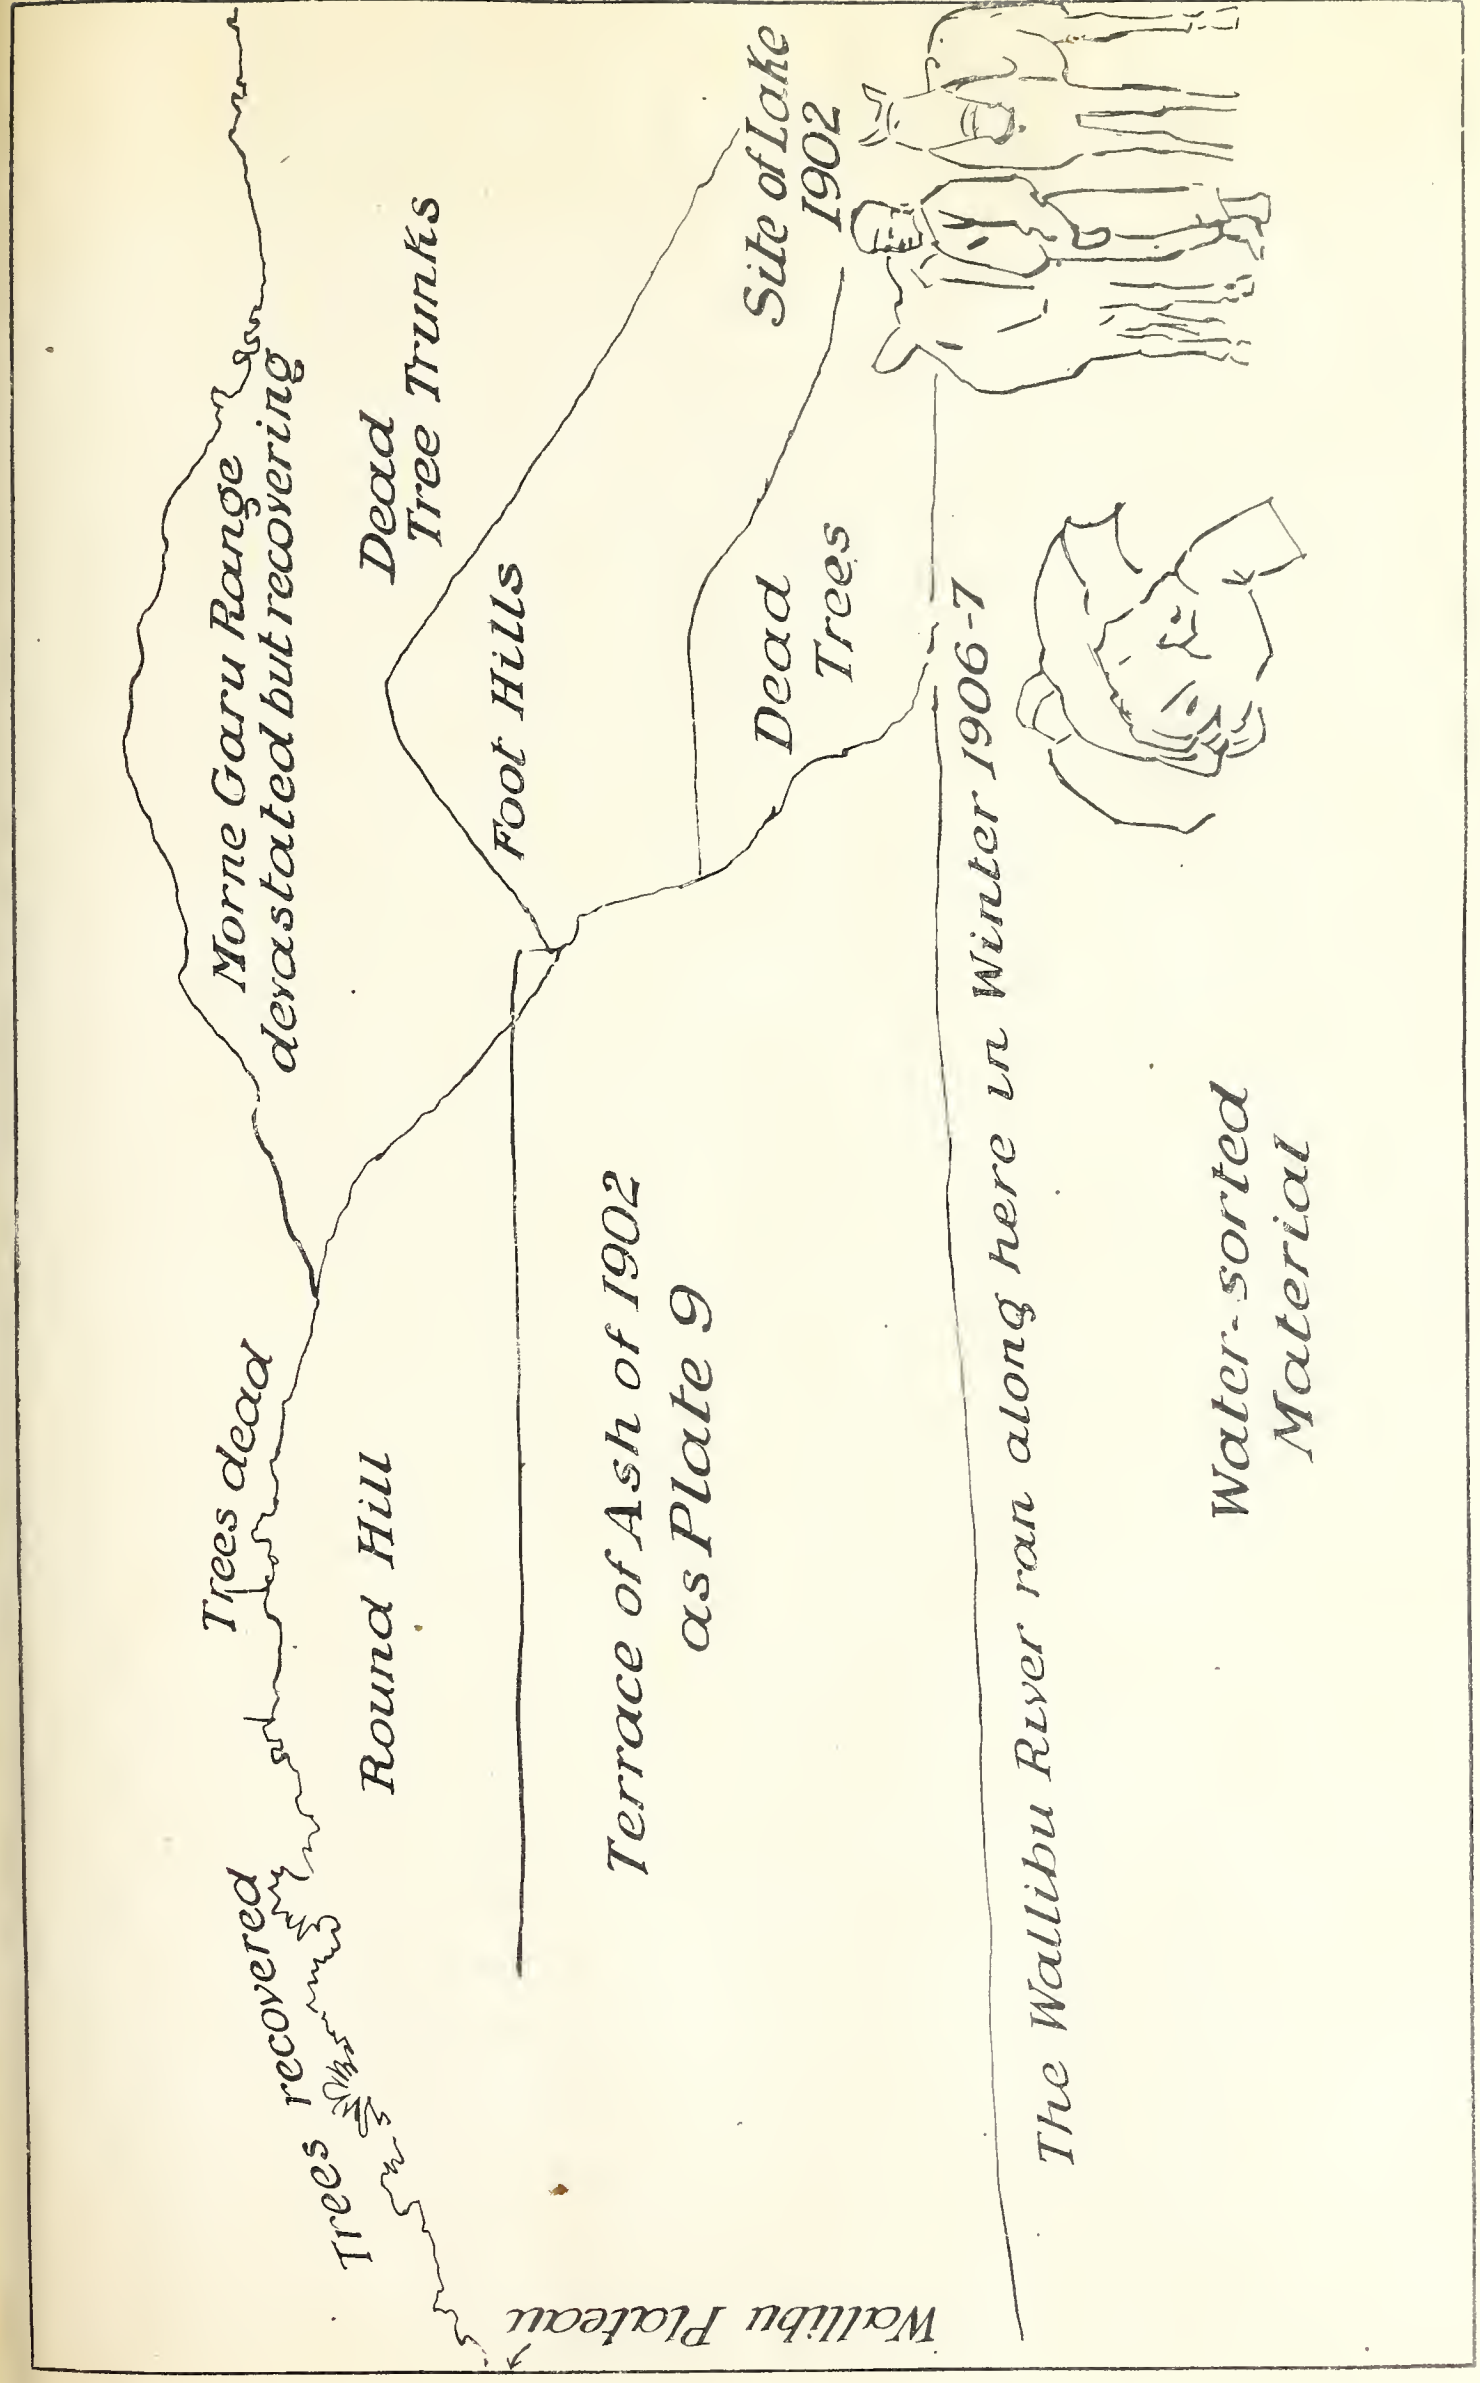 Trees recovered
Trees dead
Morne Garu Range
devastated but recovering
Round Hill
Dead
Tree Trunks
Foot Hills
Wallibu Plateau
Terrace of Ash of 1902
as Plate 9
Site of Lake
1902
Dead
Trees
The Wallibu River ran along here in Winter 1906-7
Water-sorted
Material